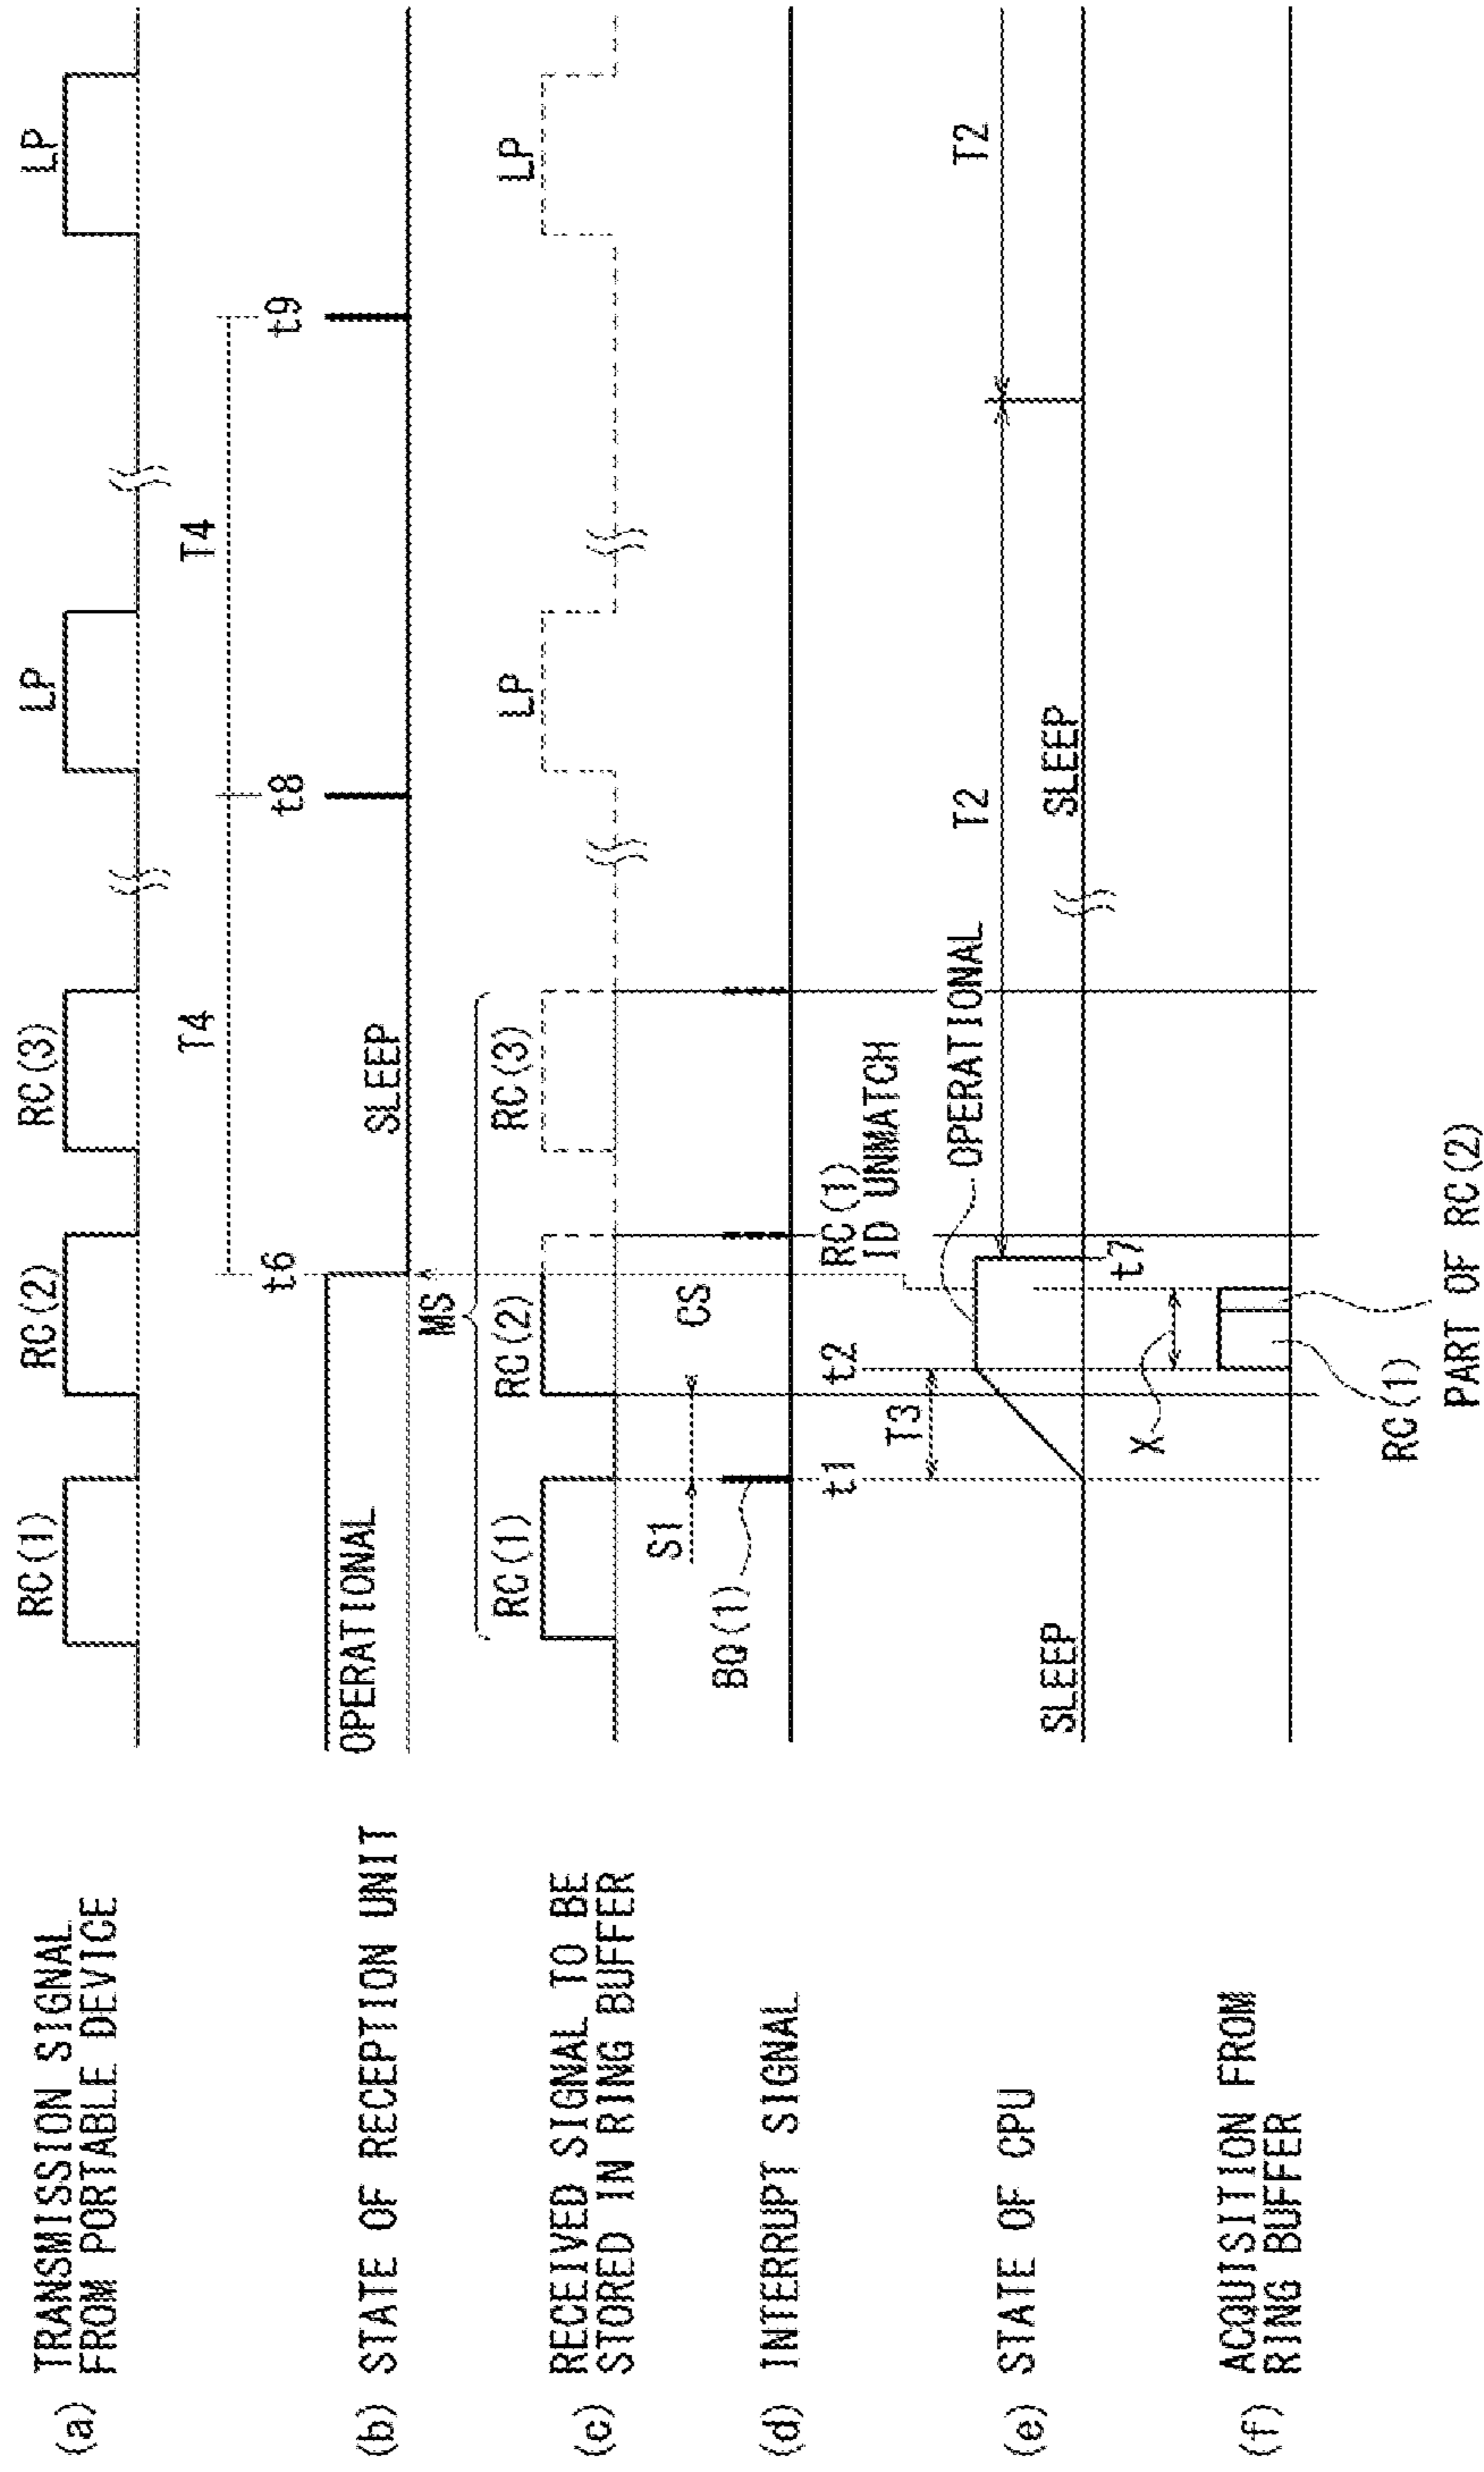 (a) TRANSMISSION SIGNAL
FROM PORTABLE DEVICE
RC(1)
RC(2)
RC(3)
LP
LP
(b) STATE OF RECEPTION UNIT
OPERATIONAL
t6
T4
SLEEP
t8
T4
t9
(c) RECEIVED SIGNAL TO BE
STORED IN RING BUFFER
MS
RC(1)
RC(2)
RC(3)
LP
LP
(d) INTERRUPT SIGNAL
BQ(1)
S1
CS
(e) STATE OF CPU
SLEEP
t1
T3
t2
RC(1)
ID UNMATCH
OPERATIONAL
t7
T2
SLEEP
T2
(f) ACQUISITION FROM
RING BUFFER
X
RC(1)
PART OF RC(2)